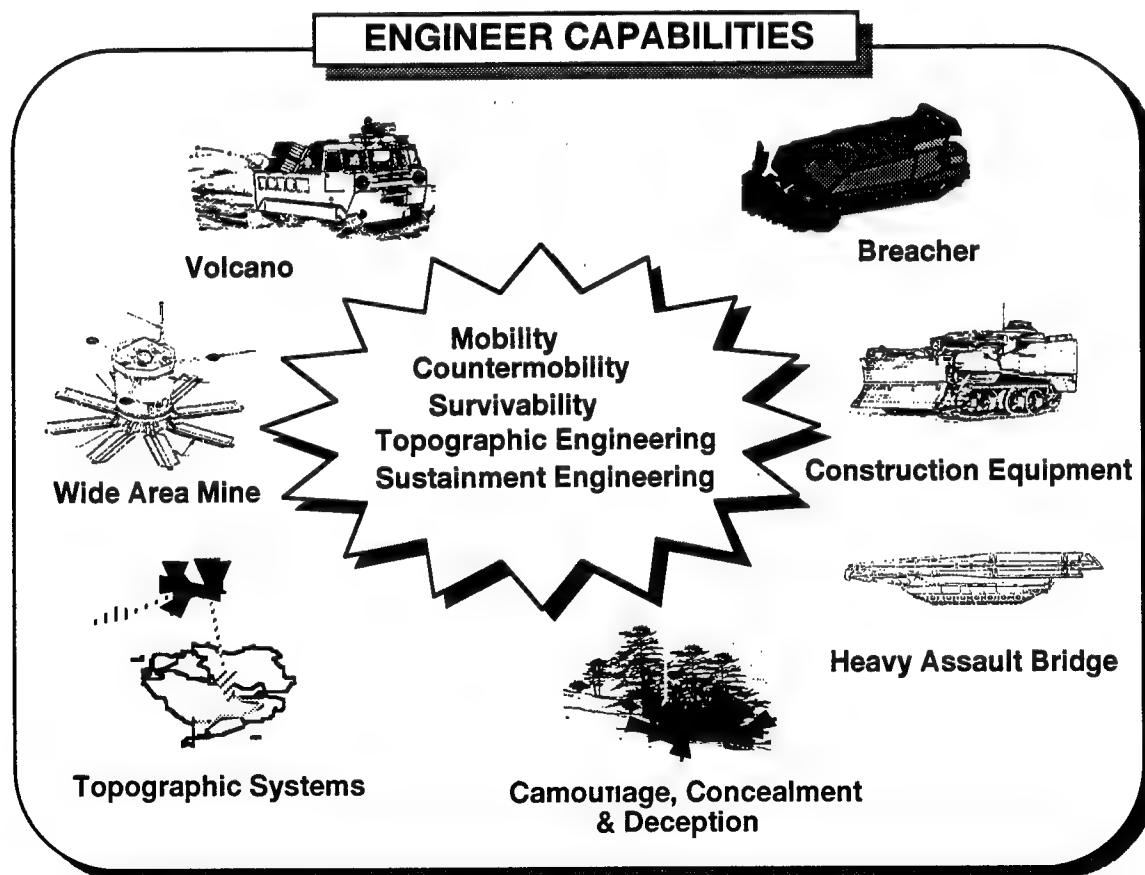 ENGINEER CAPABILITIES
Volcano
Breacher
Mobility
Countermobility
Survivability
Topographic Engineering
Sustainment Engineering
Wide Area Mine
Construction Equipment
Heavy Assault Bridge
Topographic Systems
Camouflage, Concealment
& Deception